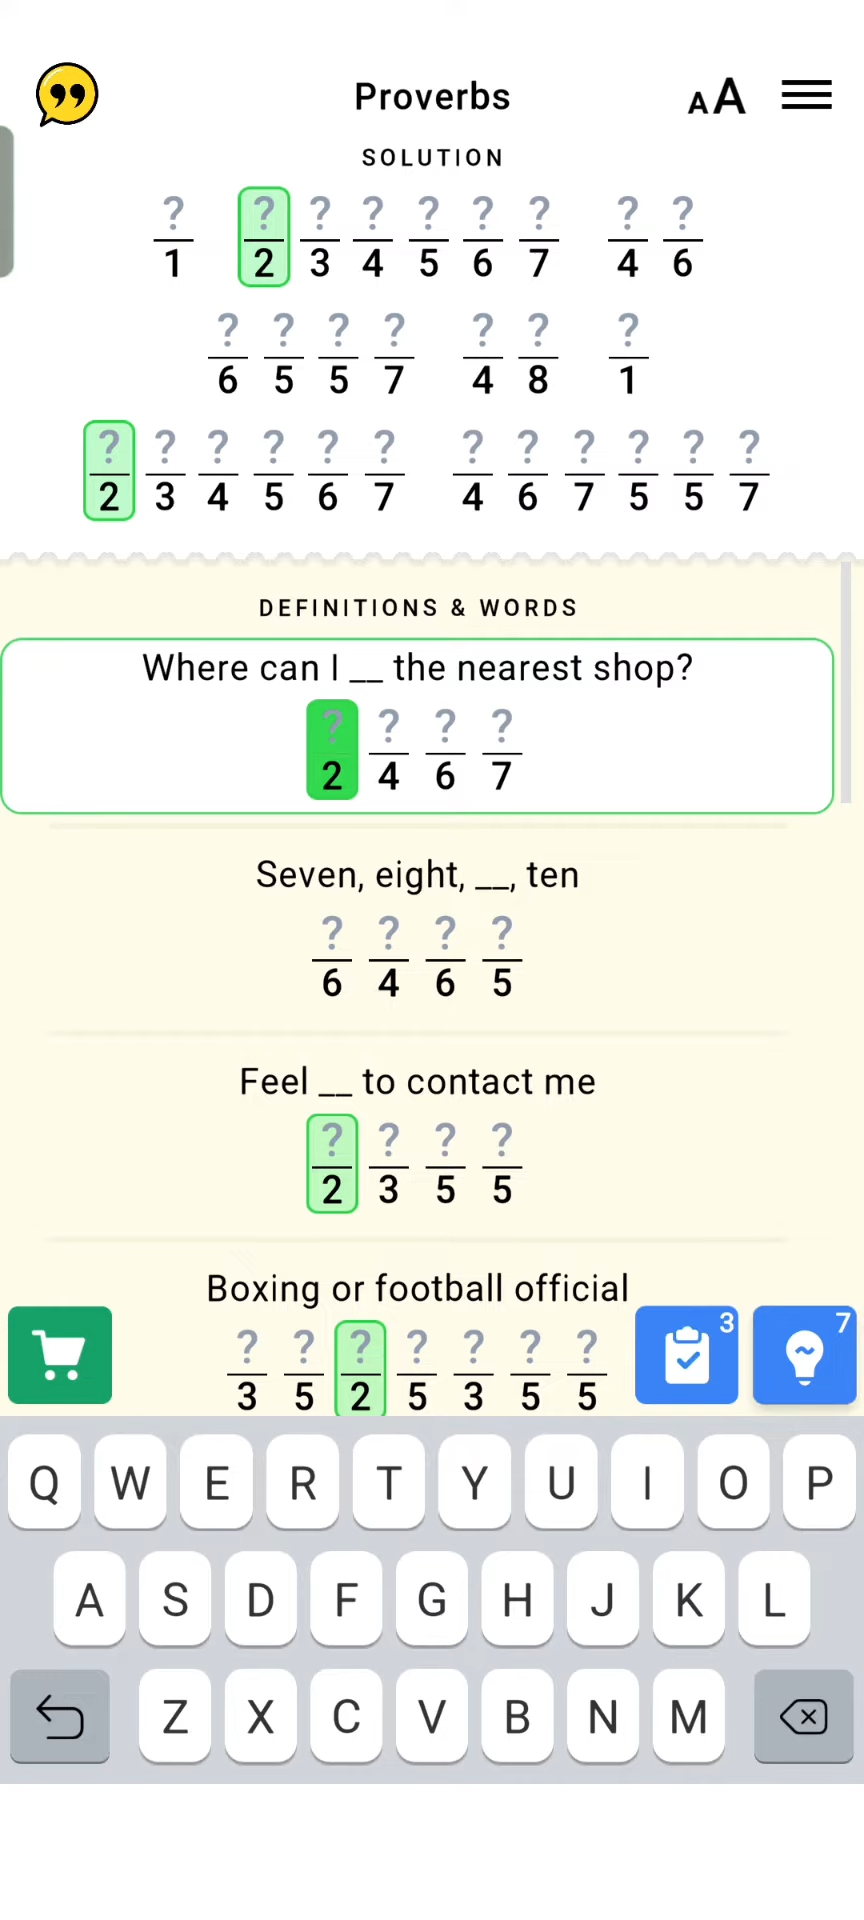 Proverbs AA
SOLUTION
? ? ? ? ? ? ? ? ?
1 2 3 4 5 6 7 4 6
? ? ? ? ? ? ?
6 5 5 7 4 8 1
? ? ? ? ? ? ? ? ? ? ? ?
2 3 4 5 6 7 4 6 7 5 5 7
DEFINITIONS & WORDS
Where can I __ the nearest shop?
? ? ? ?
2 4 6 7
Seven, eight, __, ten
? ? ? ?
6 4 6 5
Feel __ to contact me
? ? ? ?
2 3 5 5
Boxing or football official
? ? ? ? ? ? ?
3 5 2 5 3 5 5
3 7
Q W E R T Y U I O P
A S D F G H J K L
Z X C V B N M